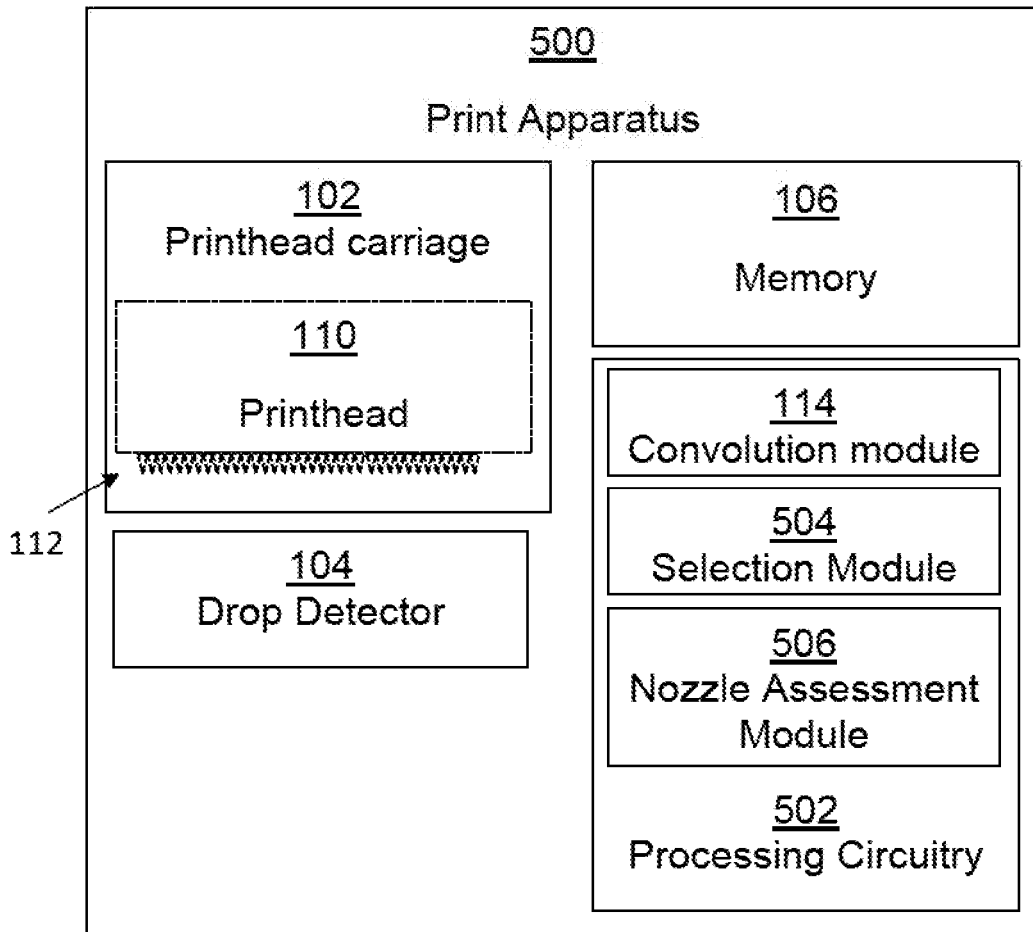 500
Print Apparatus
102
Printhead carriage
110
Printhead
112
104
Drop Detector
106
Memory
114
Convolution module
504
Selection Module
506
Nozzle Assessment
Module
502
Processing Circuitry